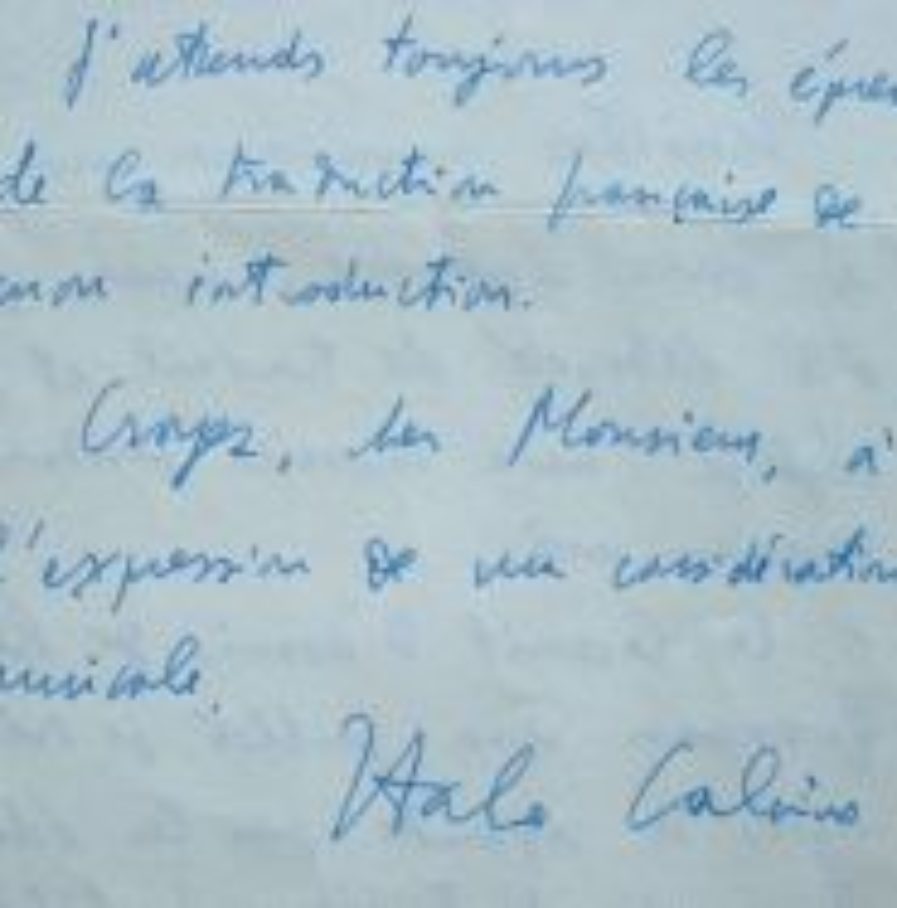 J'attends toujours les épreu
de la traduction française de
mon introduction.
Croyez, cher Monsieur, à
l'expression de ma considération
amicale.
Italo Calvino